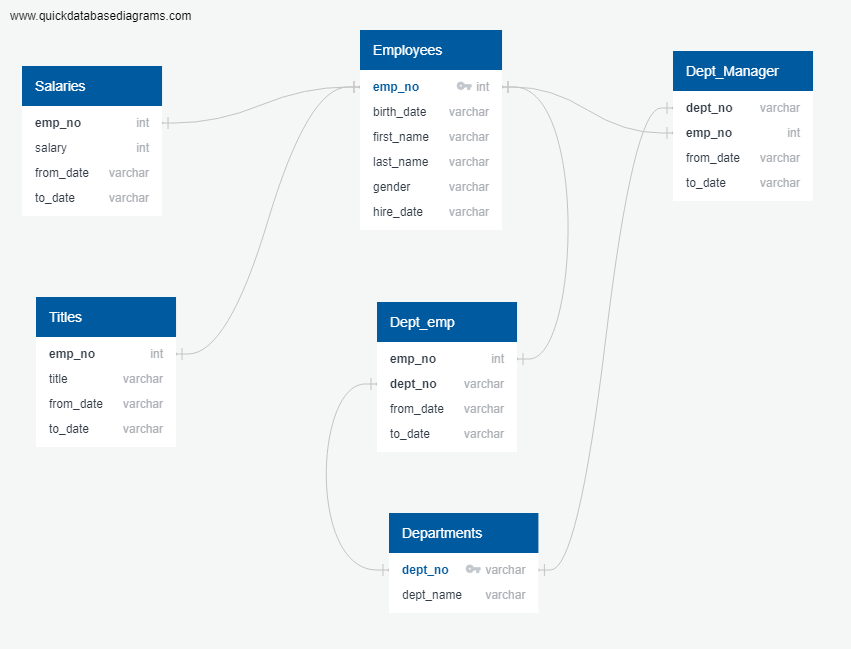 www.quickdatabasediagrams.com
Salaries
emp_no int
salary int
from_date varchar
to_date varchar
Employees
emp_no int
birth_date varchar
first_name varchar
last_name varchar
gender varchar
hire_date varchar
Dept_Manager
dept_no varchar
emp_no int
from_date varchar
to_date varchar
Titles
emp_no int
title varchar
from_date varchar
to_date varchar
Dept_emp
emp_no int
dept_no varchar
from_date varchar
to_date varchar
Departments
dept_no varchar
dept_name varchar